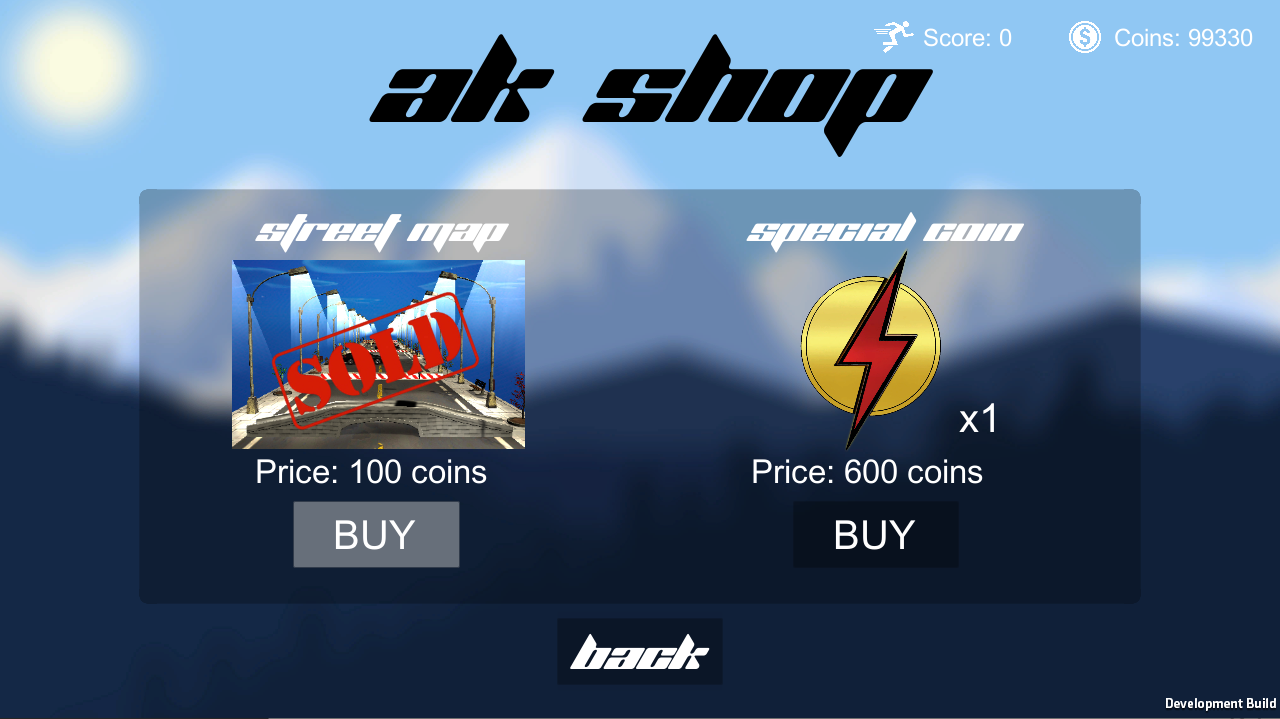 Score: 0
Coins: 99330
ak shop
street map
special coin
SOLD
x1
Price: 100 coins
Price: 600 coins
BUY
BUY
back
Development Build